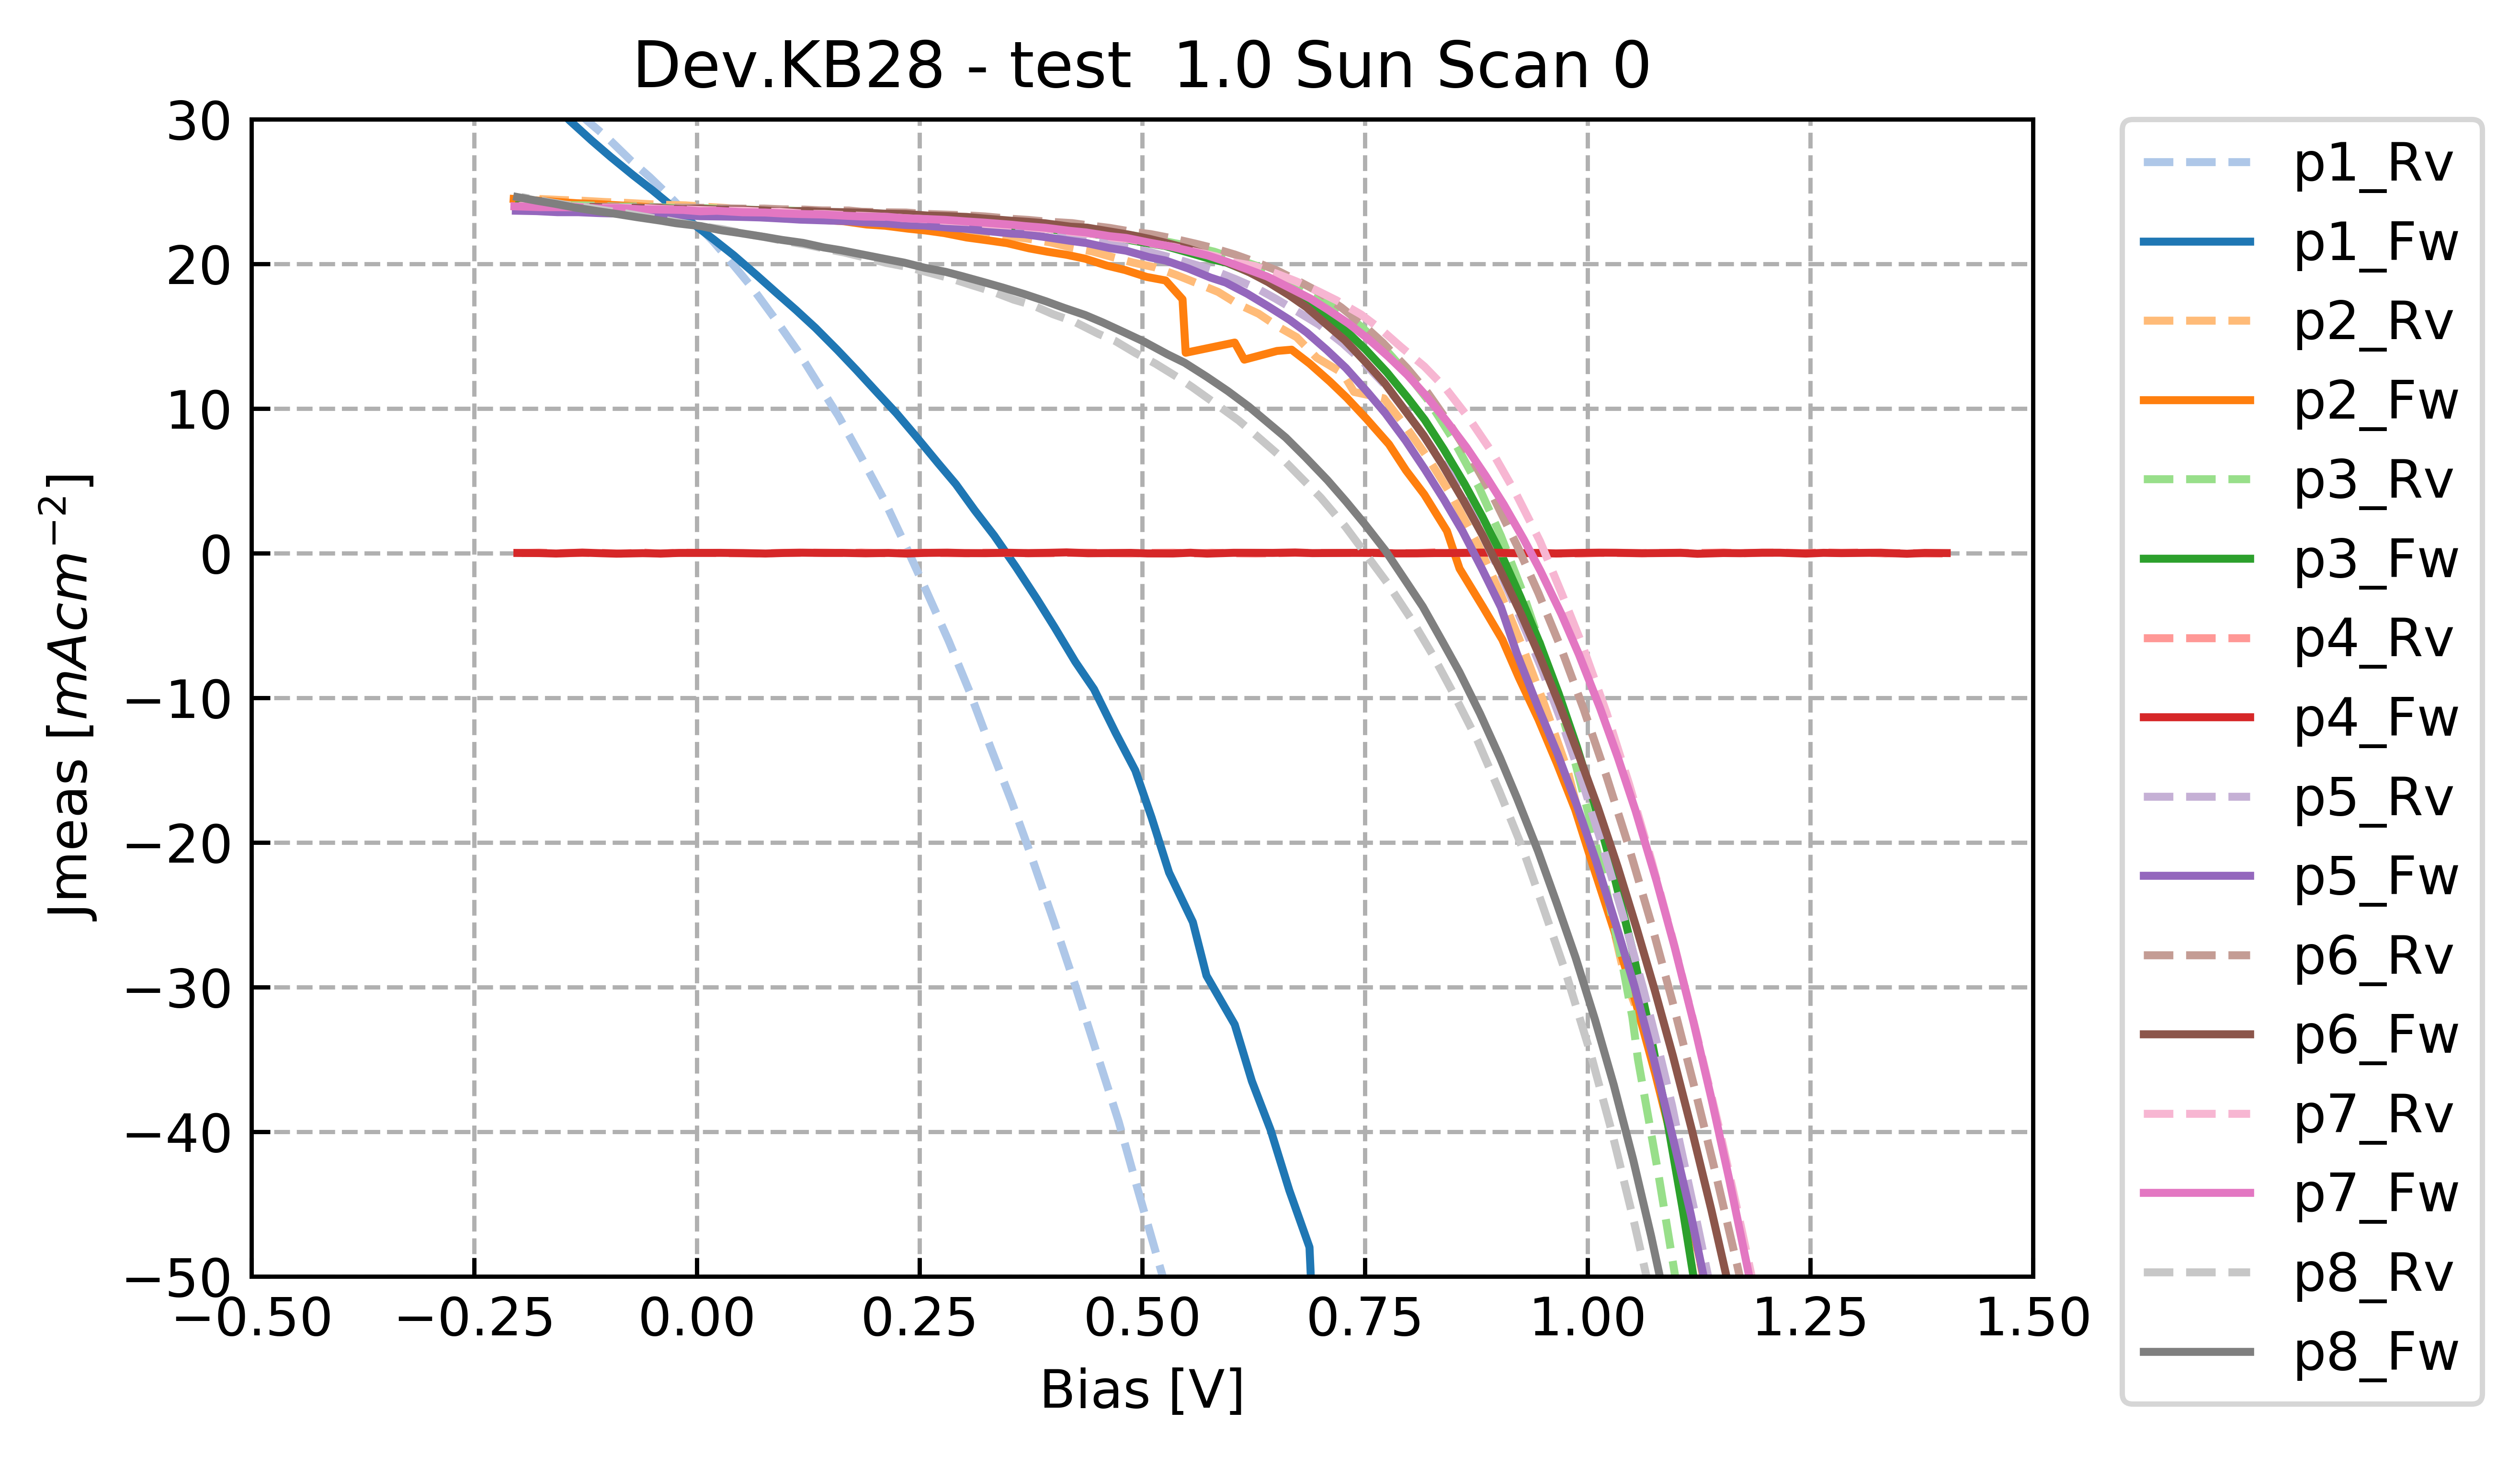 Dev.KB28 - test  1.0 Sun Scan 0
Jmeas [mAcm⁻²]
30
20
10
0
−10
−20
−30
−40
−50
−0.50
−0.25
0.00
0.25
0.50
0.75
1.00
1.25
1.50
Bias [V]
p1_Rv
p1_Fw
p2_Rv
p2_Fw
p3_Rv
p3_Fw
p4_Rv
p4_Fw
p5_Rv
p5_Fw
p6_Rv
p6_Fw
p7_Rv
p7_Fw
p8_Rv
p8_Fw